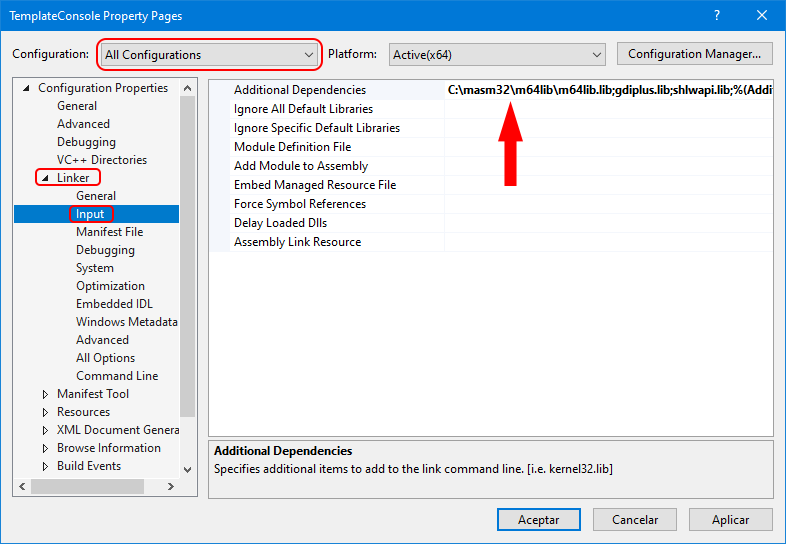 TemplateConsole Property Pages
Configuration: All Configurations Platform: Active(x64) Configuration Manager...
Configuration Properties
General
Advanced
Debugging
VC++ Directories
Linker
General
Input
Manifest File
Debugging
System
Optimization
Embedded IDL
Windows Metadata
Advanced
All Options
Command Line
Manifest Tool
Resources
XML Document Genera
Browse Information
Build Events
Additional Dependencies C:\masm32\m64lib\m64lib.lib;gdiplus.lib;shlwapi.lib;%(Addit
Ignore All Default Libraries
Ignore Specific Default Libraries
Module Definition File
Add Module to Assembly
Embed Managed Resource File
Force Symbol References
Delay Loaded Dlls
Assembly Link Resource
Additional Dependencies
Specifies additional items to add to the link command line. [i.e. kernel32.lib]
Aceptar Cancelar Aplicar